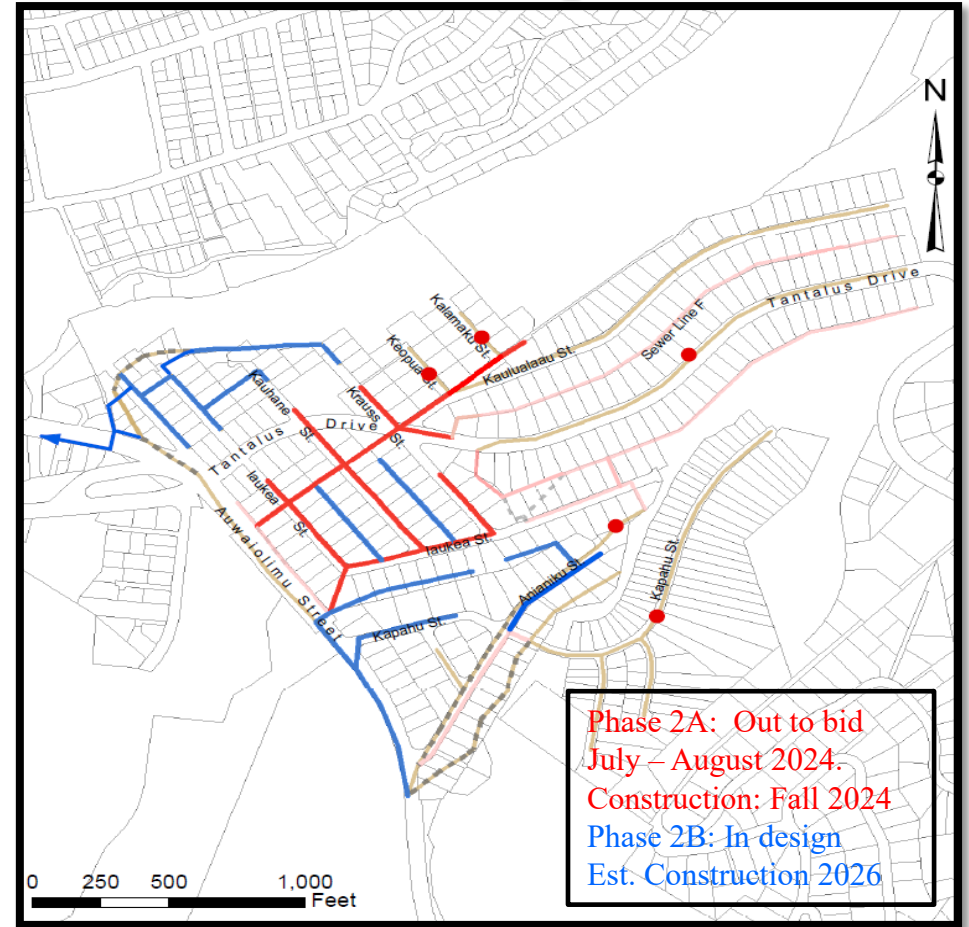 N
Kalamaku St.
Keopua St.
Kaulualaau St.
Sewer Line F
Tantalus Drive
Kauhane St.
Krauss St.
Tantalus Drive
Iaukea St.
Auwaiolimu Street
Iaukea St.
Anianiku St.
Kapahu St.
Kapahu St.
Phase 2A: Out to bid
July – August 2024.
Construction: Fall 2024
Phase 2B: In design
Est. Construction 2026
0 250 500 1,000
Feet